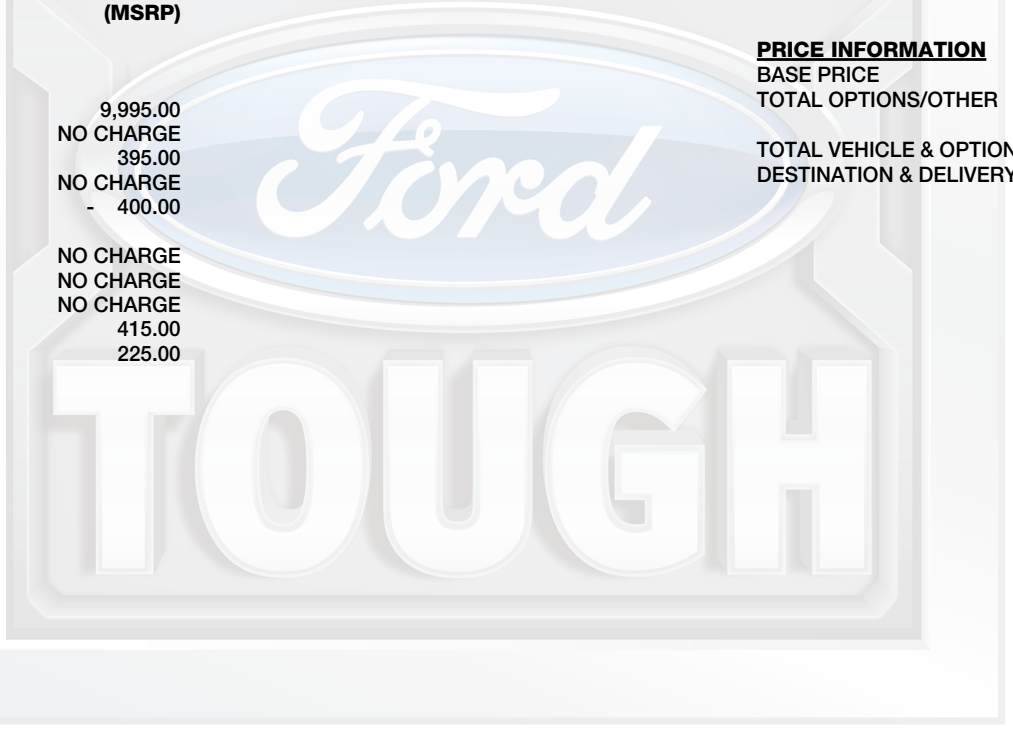 (MSRP)
9,995.00
NO CHARGE
395.00
NO CHARGE
- 400.00
NO CHARGE
NO CHARGE
NO CHARGE
415.00
225.00
PRICE INFORMATION
BASE PRICE
TOTAL OPTIONS/OTHER
TOTAL VEHICLE & OPTION
DESTINATION & DELIVERY
Ford
TOUGH